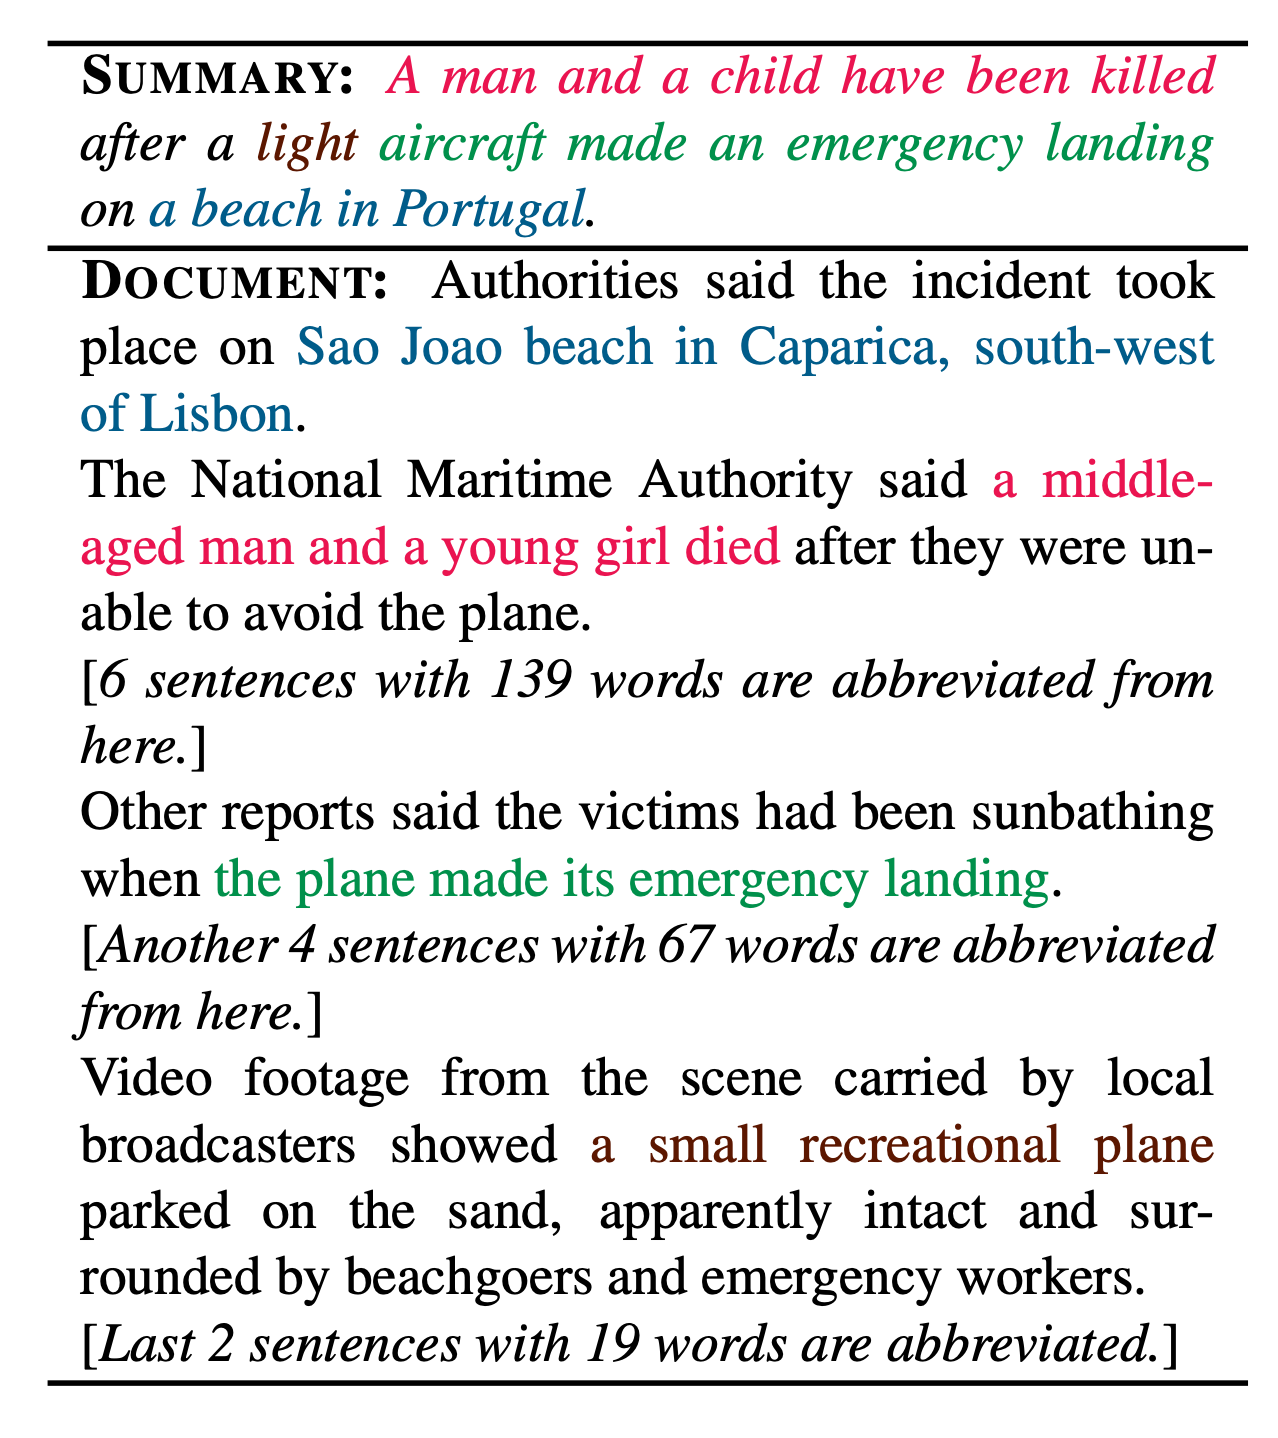 SUMMARY: A man and a child have been killed
after a light aircraft made an emergency landing
on a beach in Portugal.
DOCUMENT: Authorities said the incident took
place on Sao Joao beach in Caparica, south-west
of Lisbon.
The National Maritime Authority said a middle-
aged man and a young girl died after they were un-
able to avoid the plane.
[6 sentences with 139 words are abbreviated from
here.]
Other reports said the victims had been sunbathing
when the plane made its emergency landing.
[Another 4 sentences with 67 words are abbreviated
from here.]
Video footage from the scene carried by local
broadcasters showed a small recreational plane
parked on the sand, apparently intact and sur-
rounded by beachgoers and emergency workers.
[Last 2 sentences with 19 words are abbreviated.]